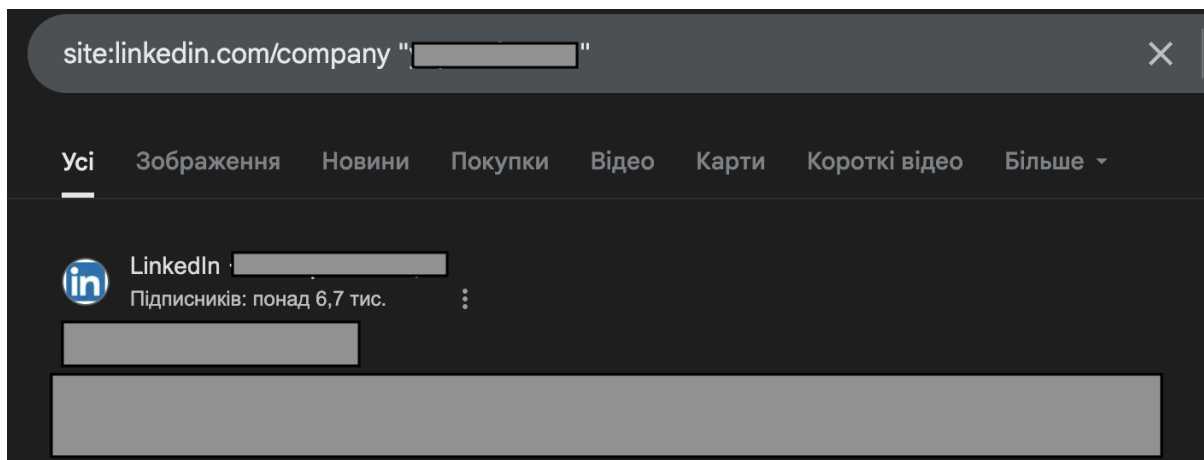 site:linkedin.com/company "
"
Усі Зображення Новини Покупки Відео Карти Короткі відео Більше
LinkedIn ·
Підписників: понад 6,7 тис.